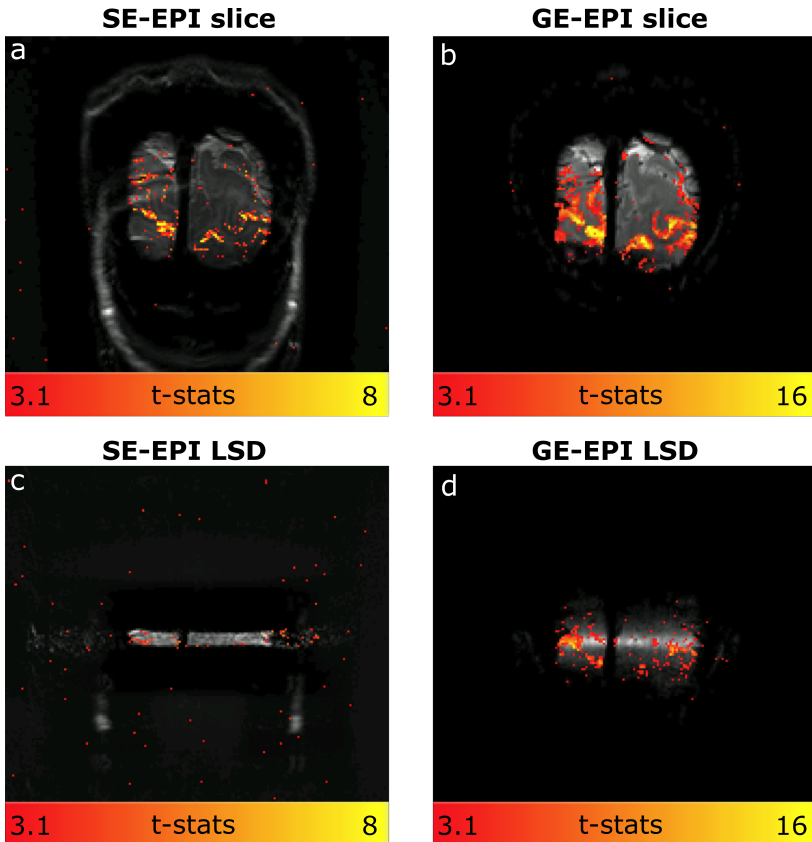 SE-EPI slice
GE-EPI slice
a
b
3.1 t-stats 8
3.1 t-stats 16
SE-EPI LSD
GE-EPI LSD
c
d
3.1 t-stats 8
3.1 t-stats 16